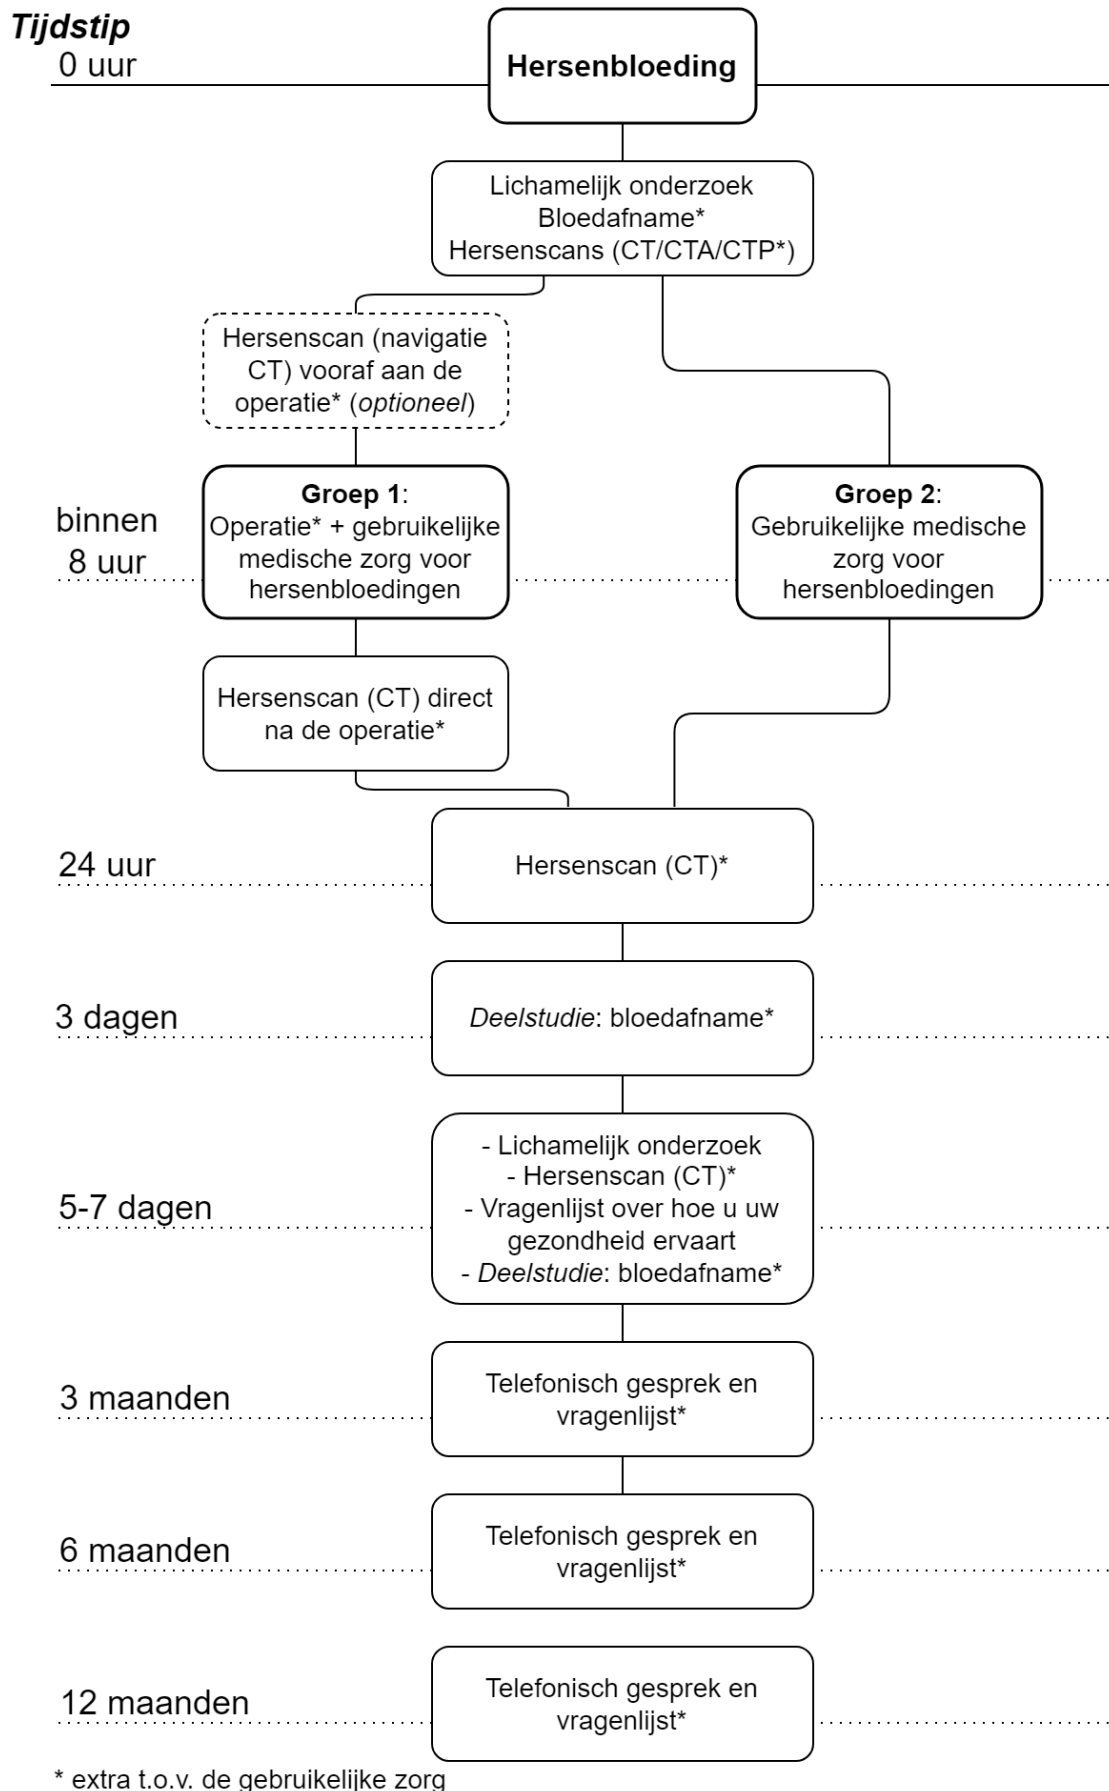 Tijdstip
0 uur
Hersenbloeding
Lichamelijk onderzoek
Bloedafname*
Hersenscans (CT/CTA/CTP*)
Hersenscan (navigatie
CT) vooraf aan de
operatie* (optioneel)
binnen
8 uur
Groep 1:
Operatie* + gebruikelijke
medische zorg voor
hersenbloedingen
Groep 2:
Gebruikelijke medische
zorg voor
hersenbloedingen
Hersenscan (CT) direct
na de operatie*
24 uur
Hersenscan (CT)*
3 dagen
Deelstudie: bloedafname*
5-7 dagen
- Lichamelijk onderzoek
- Hersenscan (CT)*
- Vragenlijst over hoe u uw
gezondheid ervaart
- Deelstudie: bloedafname*
3 maanden
Telefonisch gesprek en
vragenlijst*
6 maanden
Telefonisch gesprek en
vragenlijst*
12 maanden
Telefonisch gesprek en
vragenlijst*
* extra t.o.v. de gebruikelijke zorg